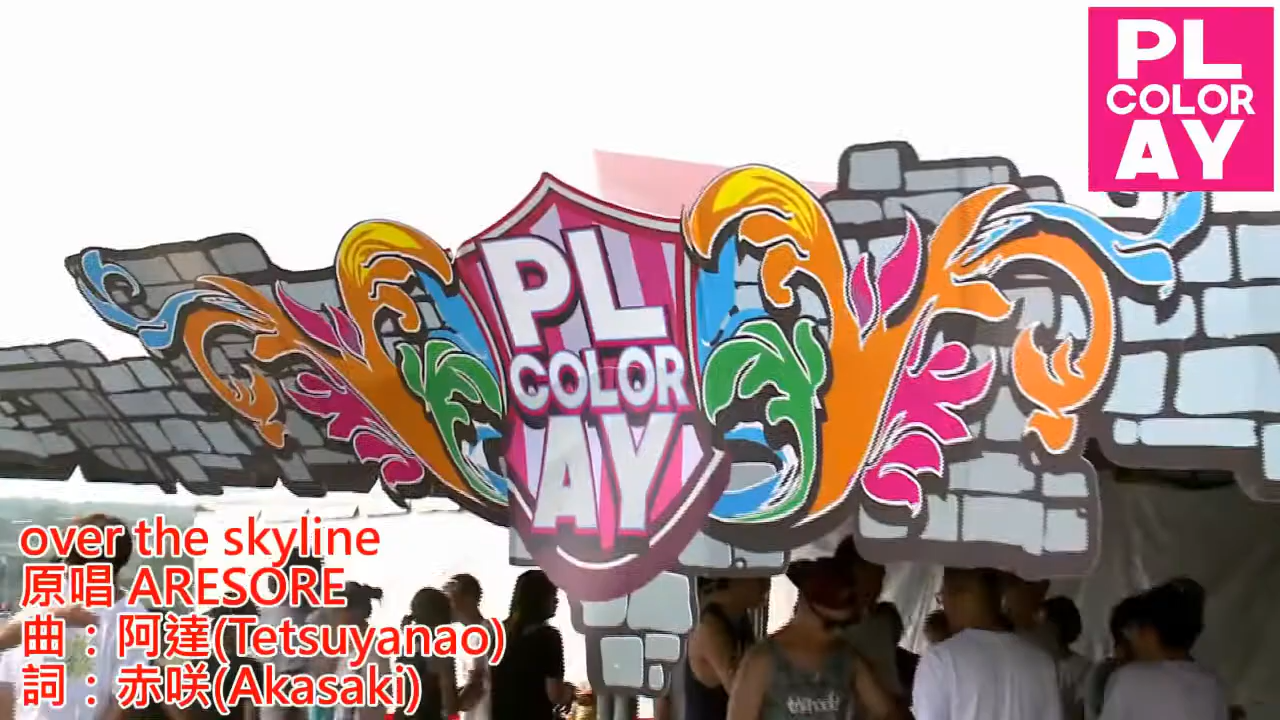 PL
COLOR
AY
PL
COLOR
AY
over the skyline
原唱 ARESORE
曲：阿達(Tetsuyanao)
詞：赤咲(Akasaki)